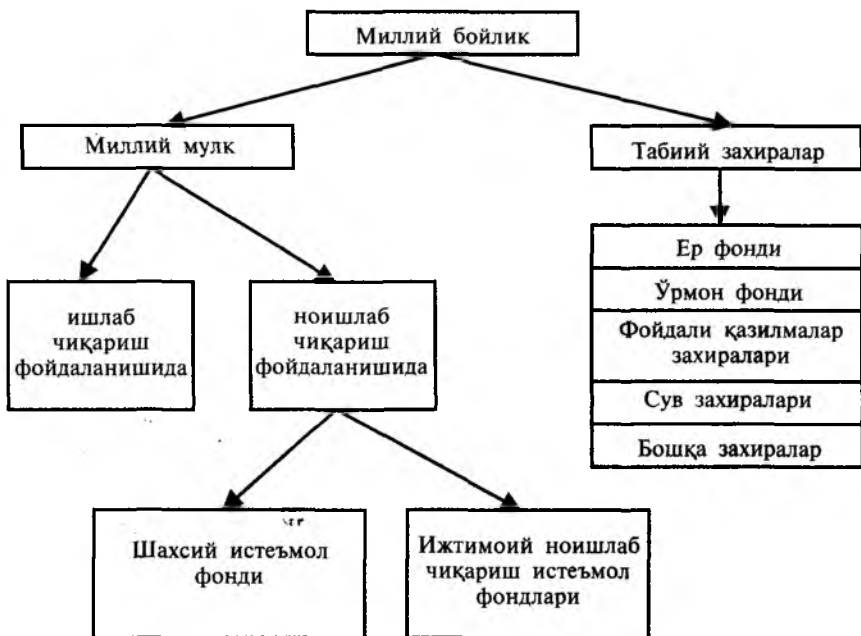 Миллий бойлик
Миллий мулк
Табиий захиралар
ишлаб
чиқариш
фойдаланишида
ноишлаб
чиқариш
фойдаланишида
Ер фонди
Ўрмон фонди
Фойдали қазилмалар
захиралари
Сув захиралари
Бошқа захиралар
Шахсий истеъмол
фонди
Ижтимоий ноишлаб
чиқариш истеъмол
фондлари